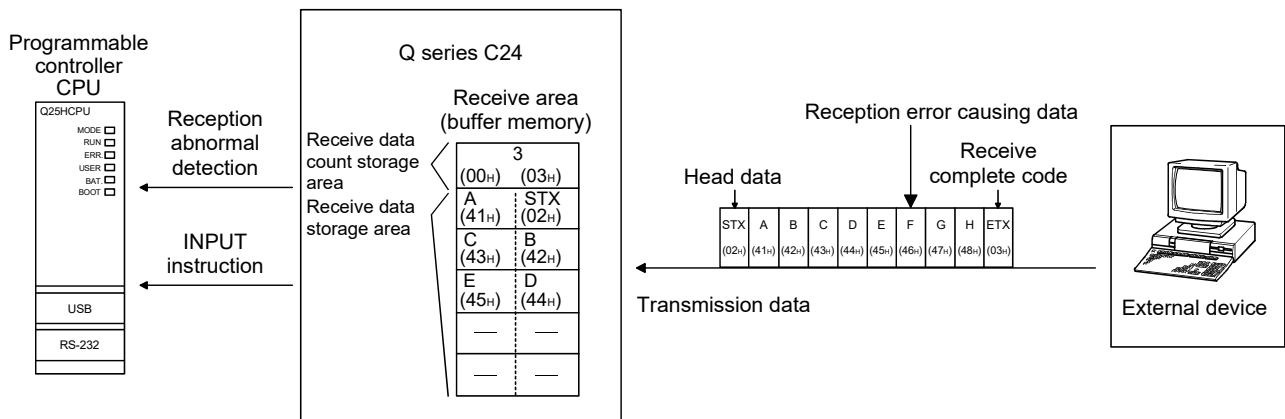 Programmable
controller
CPU
Q25HCPU
MODE
RUN
ERR.
USER
BAT.
BOOT
USB
RS-232
Reception
abnormal
detection
INPUT
instruction
Q series C24
Receive area
(buffer memory)
Receive data
count storage
area
Receive data
storage area
3
(00H) (03H)
A STX
(41H) (02H)
C B
(43H) (42H)
E D
(45H) (44H)
— —
— —
Reception error causing data
Head data
Receive
complete code
STX A B C D E F G H ETX
(02H) (41H) (42H) (43H) (44H) (45H) (46H) (47H) (48H) (03H)
Transmission data
External device